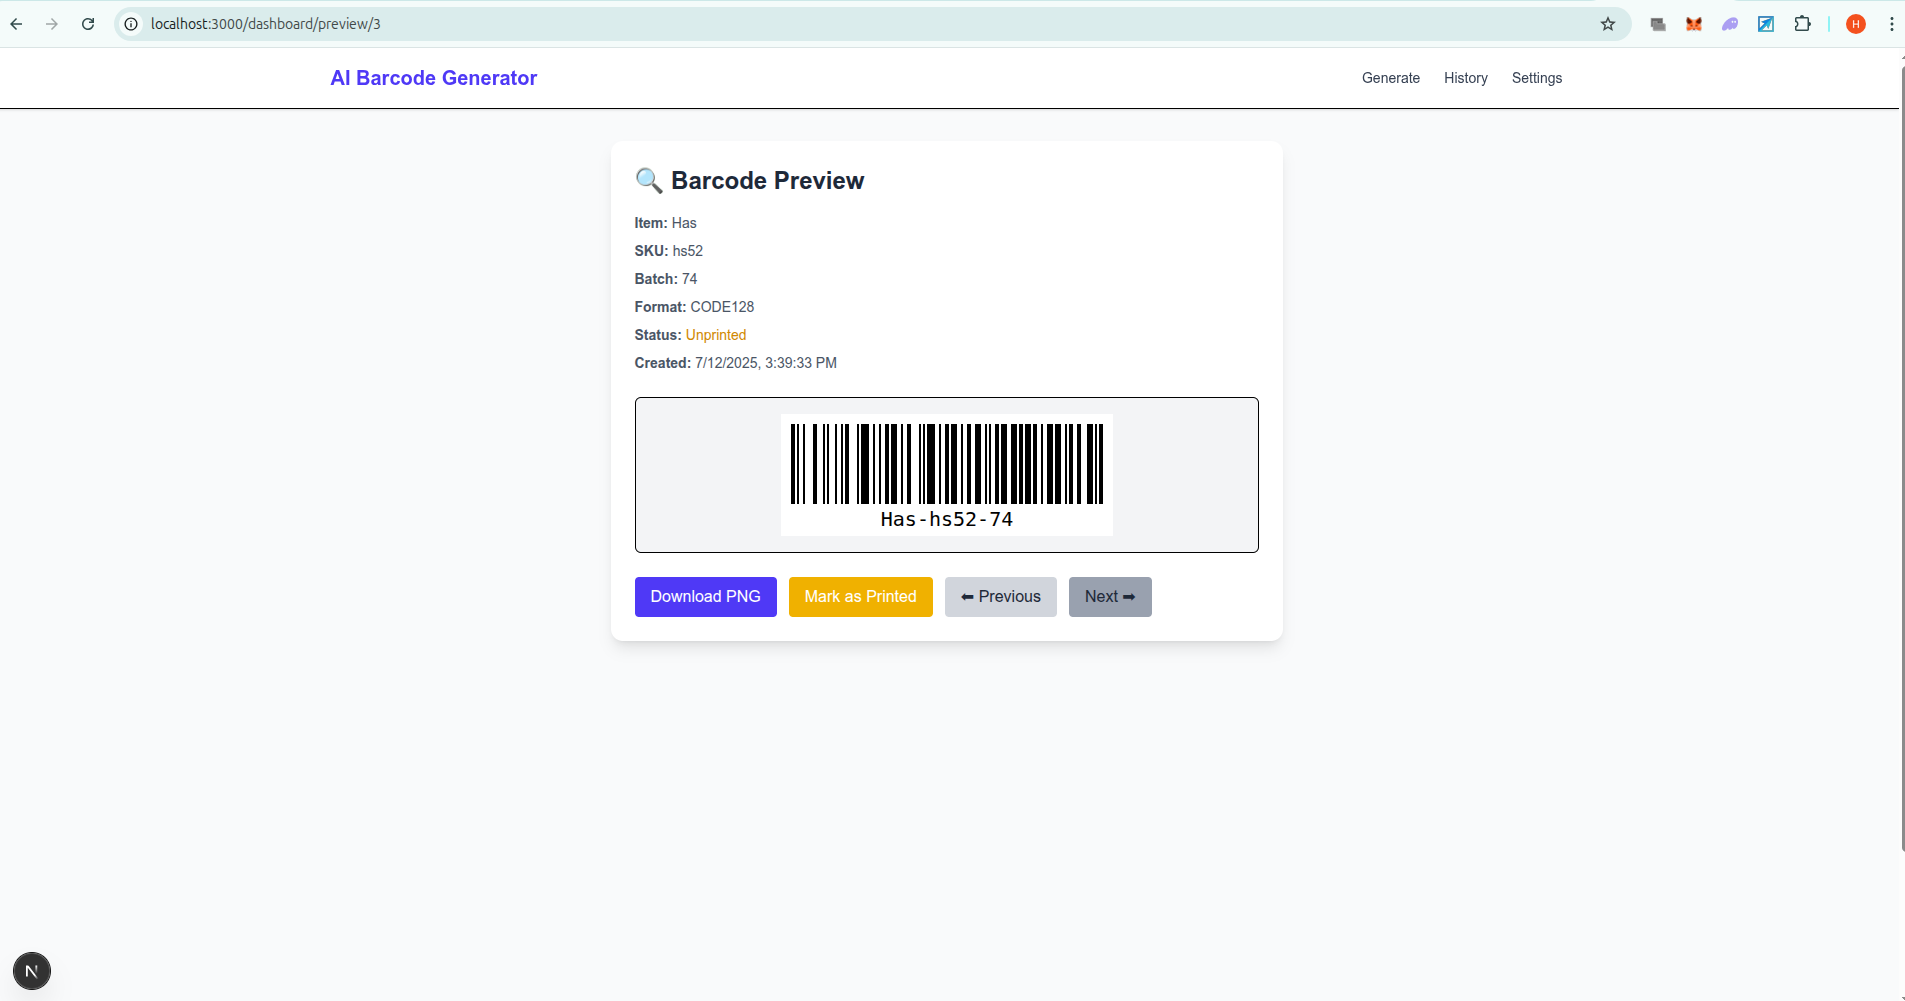 localhost:3000/dashboard/preview/3
H
AI Barcode Generator
Generate History Settings
🔍 Barcode Preview
Item: Has
SKU: hs52
Batch: 74
Format: CODE128
Status: Unprinted
Created: 7/12/2025, 3:39:33 PM
Has-hs52-74
Download PNG Mark as Printed ⬅ Previous Next ➡
N